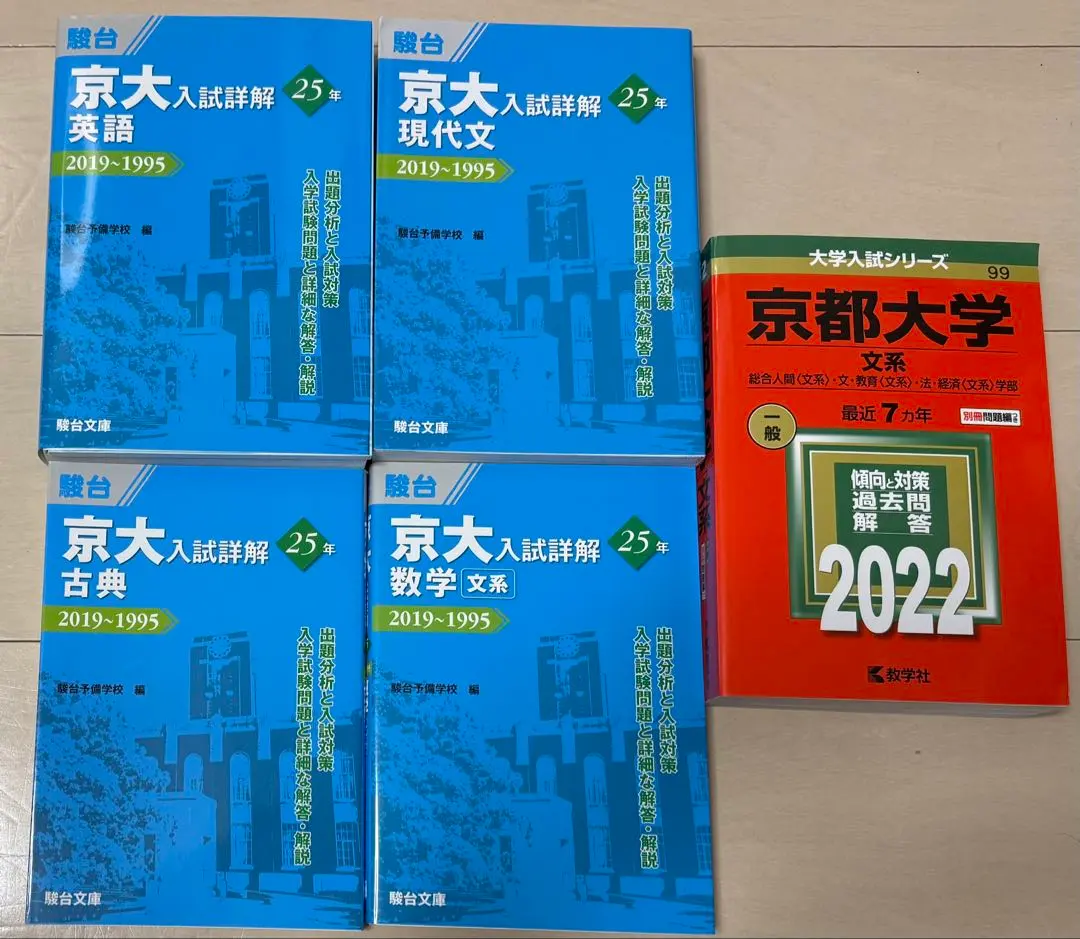 駿台
京大入試詳解 25年
英語
2019~1995
出題分析と入試対策
入学試験問題と詳細な解答・解説
駿台予備学校 編
駿台文庫
駿台
京大入試詳解 25年
現代文
2019~1995
出題分析と入試対策
入学試験問題と詳細な解答・解説
駿台予備学校 編
駿台文庫
駿台
京大入試詳解 25年
古典
2019~1995
出題分析と入試対策
入学試験問題と詳細な解答・解説
駿台予備学校 編
駿台文庫
駿台
京大入試詳解 25年
数学 文系
2019~1995
出題分析と入試対策
入学試験問題と詳細な解答・解説
駿台予備学校 編
駿台文庫
大学入試シリーズ
99
京都大学
文系
総合人間〈文系〉・文・教育〈文系〉・法・経済〈文系〉学部
一般
最近7カ年
別冊問題編つき
傾向と対策
過去問
解答
2022
教学社